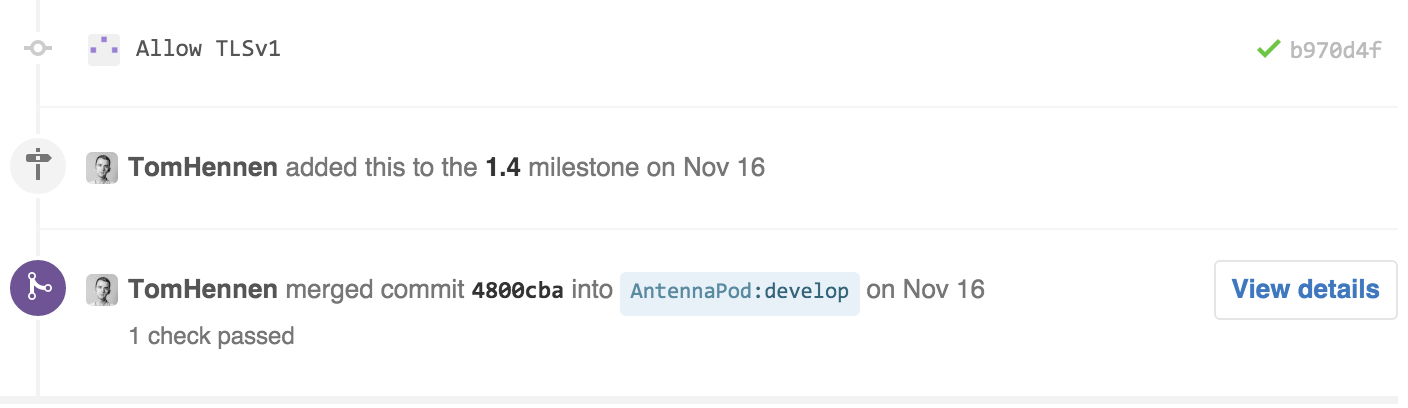 Allow TLSv1 b970d4f
TomHennen added this to the 1.4 milestone on Nov 16
TomHennen merged commit 4800cba into AntennaPod:develop on Nov 16 View details
1 check passed